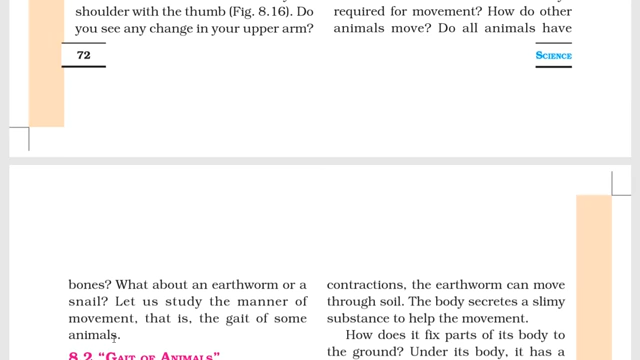 shoulder with the thumb (Fig. 8.16). Do
you see any change in your upper arm?
required for movement? How do other
animals move? Do all animals have
72
SCIENCE
bones? What about an earthworm or a
snail? Let us study the manner of
movement, that is, the gait of some
animals.
8.2 “GAIT OF ANIMALS”
contractions, the earthworm can move
through soil. The body secretes a slimy
substance to help the movement.
How does it fix parts of its body to
the ground? Under its body, it has a